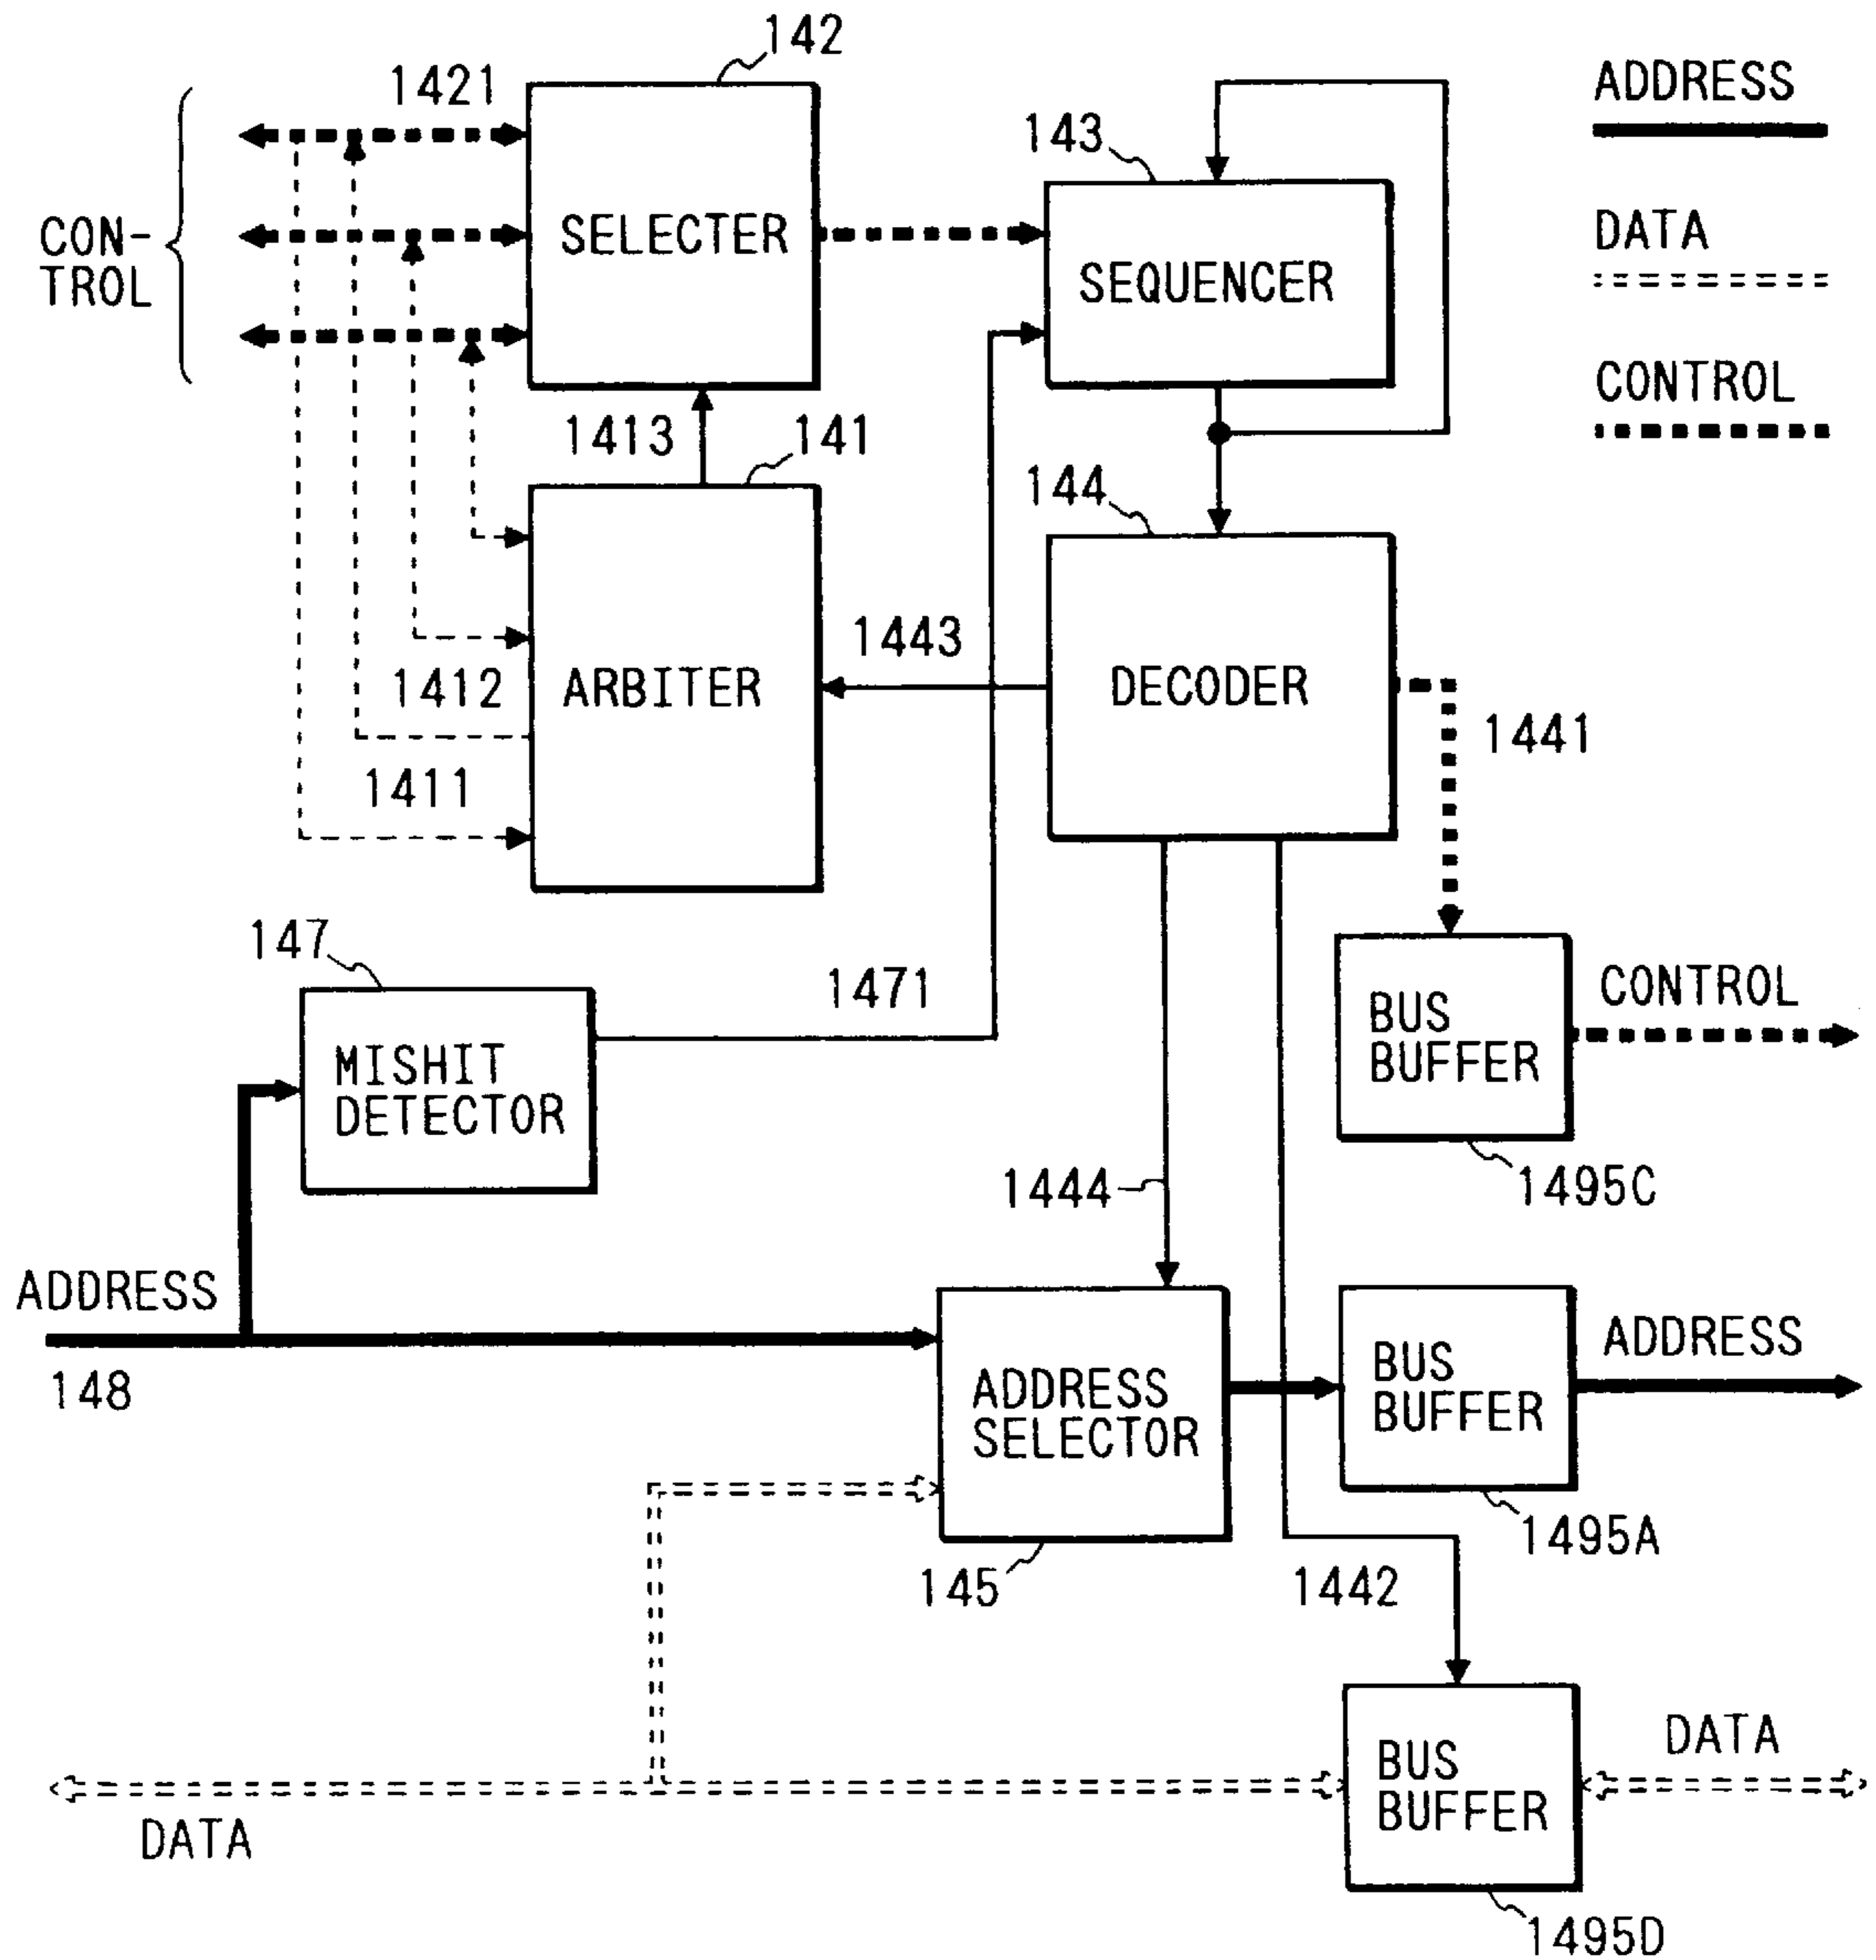 142
1421
ADDRESS
143
CON-
TROL
SELECTER
SEQUENCER
DATA
CONTROL
1413
141
144
1443
1412
ARBITER
DECODER
1441
1411
147
1471
CONTROL
BUS
BUFFER
MISHIT
DETECTOR
1444
1495C
ADDRESS
148
ADDRESS
SELECTOR
BUS
BUFFER
ADDRESS
145
1442
1495A
DATA
BUS
BUFFER
DATA
1495D